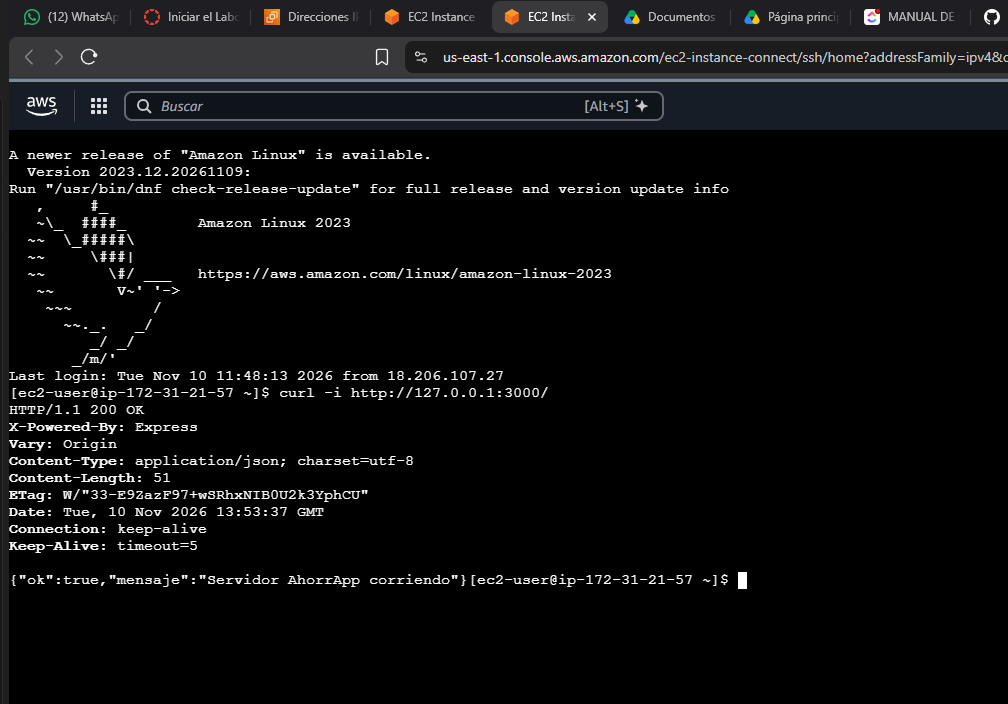 (12) WhatsAp
Iniciar el Labo
Direcciones I
EC2 Instance
EC2 Insta
Documentos
Página princi
MANUAL DE
us-east-1.console.aws.amazon.com/ec2-instance-connect/ssh/home?addressFamily=ipv4&c
aws
Buscar
[Alt+S]
A newer release of "Amazon Linux" is available.
  Version 2023.12.20261109:
Run "/usr/bin/dnf check-release-update" for full release and version update info
   ,     #_
   ~\_  ####_        Amazon Linux 2023
  ~~  \_#####\
  ~~     \###|
  ~~       \#/ ___   https://aws.amazon.com/linux/amazon-linux-2023
   ~~       V~' '->
    ~~~         /
      ~~._.   _/
         _/ _/
       _/m/'
Last login: Tue Nov 10 11:48:13 2026 from 18.206.107.27
[ec2-user@ip-172-31-21-57 ~]$ curl -i http://127.0.0.1:3000/
HTTP/1.1 200 OK
X-Powered-By: Express
Vary: Origin
Content-Type: application/json; charset=utf-8
Content-Length: 51
ETag: W/"33-E9ZazF97+wSRhxNIB0U2k3YphCU"
Date: Tue, 10 Nov 2026 13:53:37 GMT
Connection: keep-alive
Keep-Alive: timeout=5
{"ok":true,"mensaje":"Servidor AhorrApp corriendo"}[ec2-user@ip-172-31-21-57 ~]$